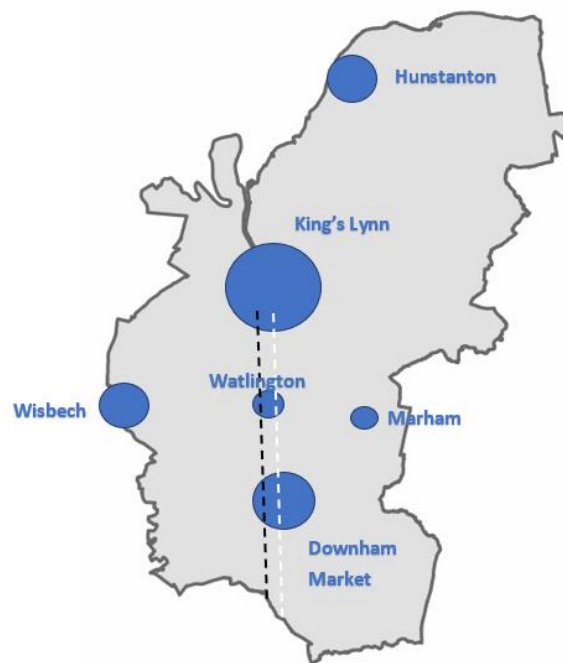 Hunstanton
King's Lynn
Watlington
Wisbech
Marham
Downham
Market